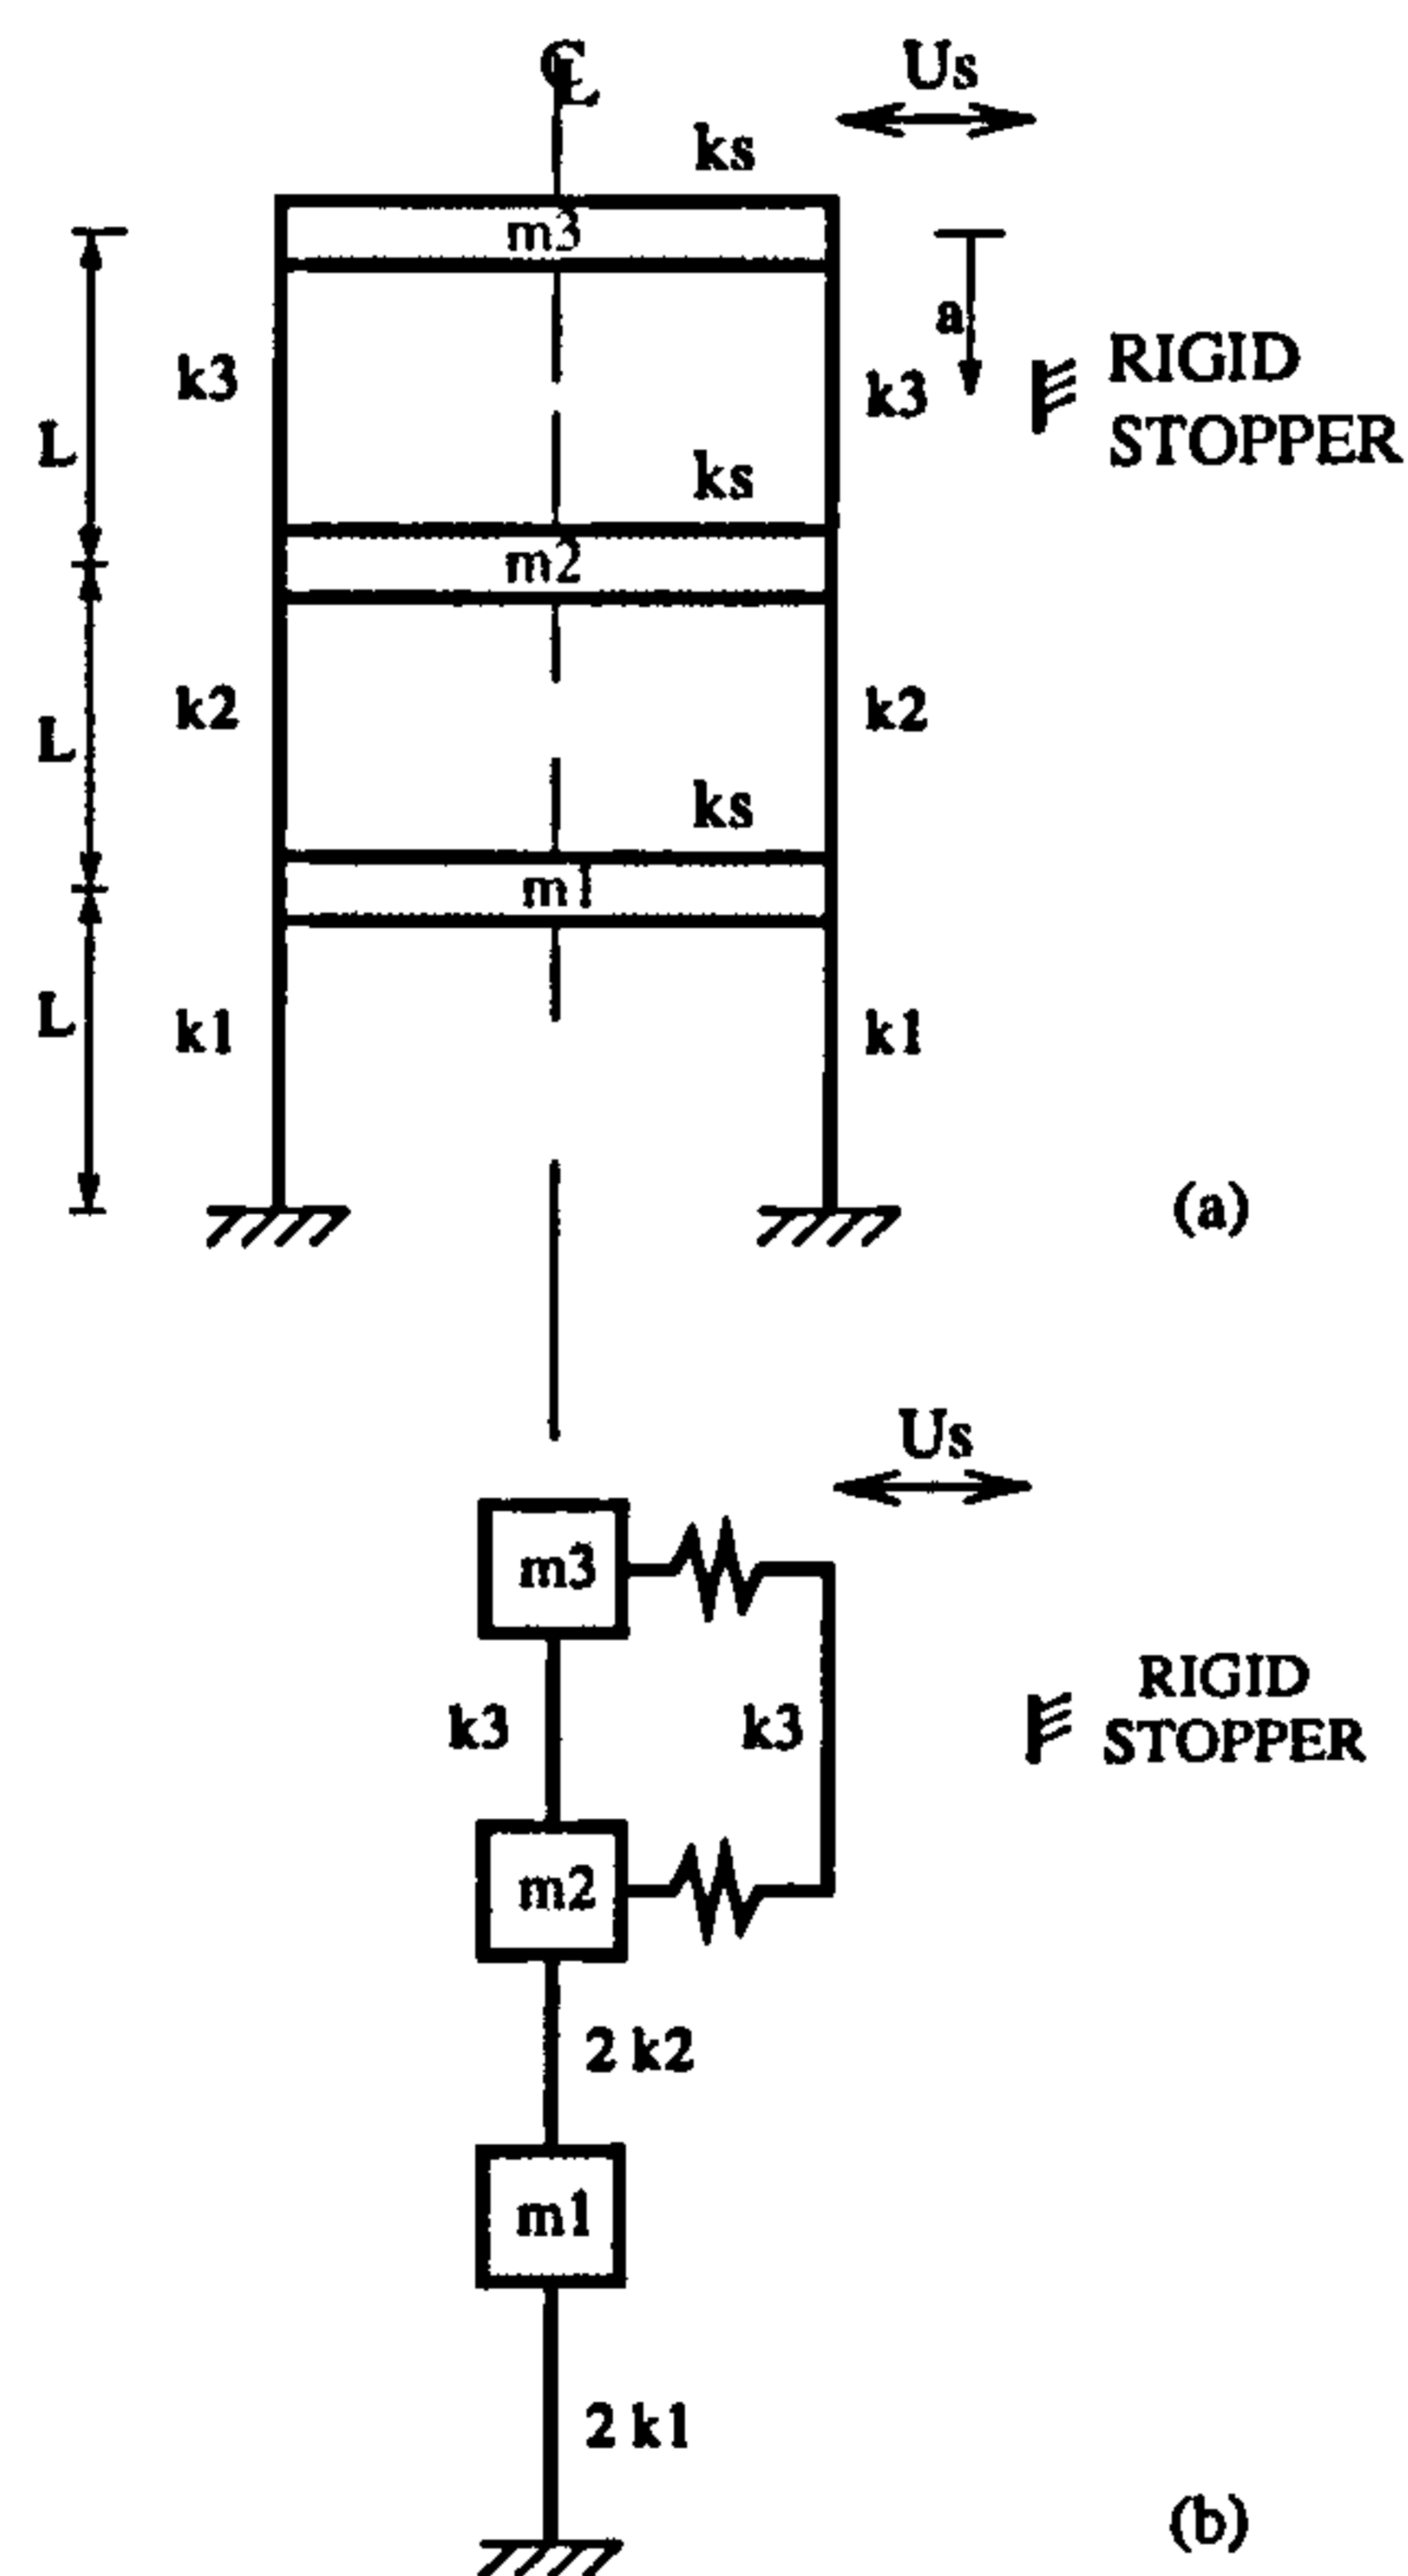 ℄
Us
ks
m3
a
k3
k3
RIGID
STOPPER
L
ks
m2
k2
k2
L
ks
m1
L
k1
k1
(a)
Us
m3
k3
k3
RIGID
STOPPER
m2
2 k2
m1
2 k1
(b)